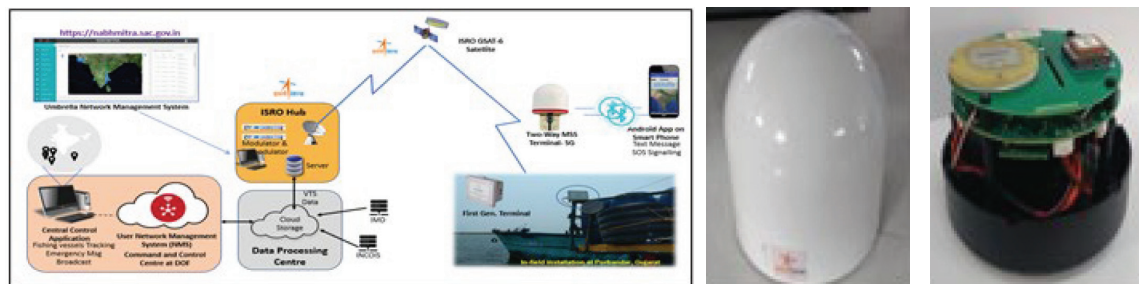 https://nabhmitra.sac.gov.in
Umbrella Network Management System
ISRO GSAT-6
Satellite
ISRO Hub
Modulator &
Server
Two-Way MSS
Terminal- SG
Android App on
Smart Phone
Text Message
SOS Signalling
VTS
Data
Cloud
Storage
Data Processing
Centre
IMD
INCOIS
Central Control
Application
Fishing vessels Tracking
Emergency Msg
Broadcast
User Network Management
System (NMS)
Command and Control
Centre at DOF
First Gen. Terminal
In-field Installation at Porbandar, Gujarat